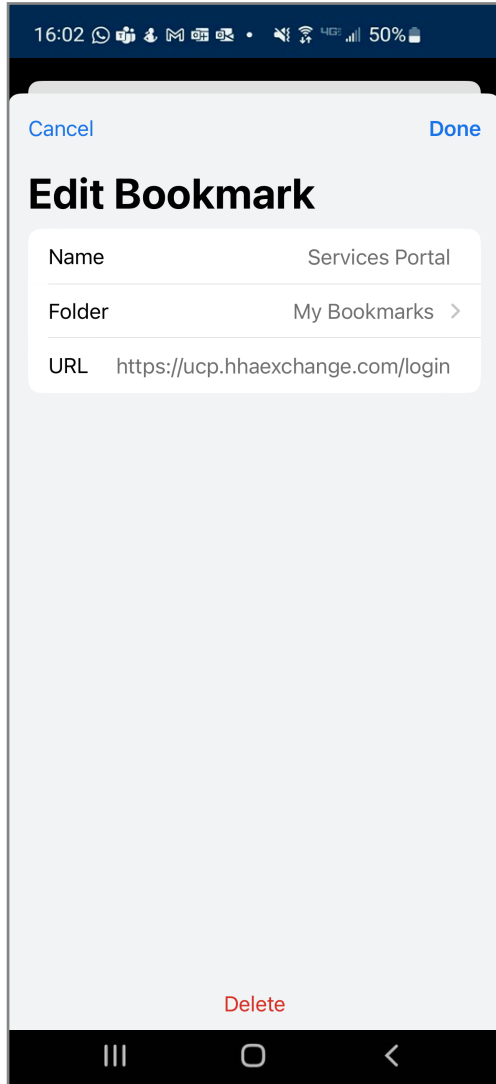 16:02 4GE 50%
Cancel Done
Edit Bookmark
Name Services Portal
Folder My Bookmarks
URL https://ucp.hhaexchange.com/login
Delete